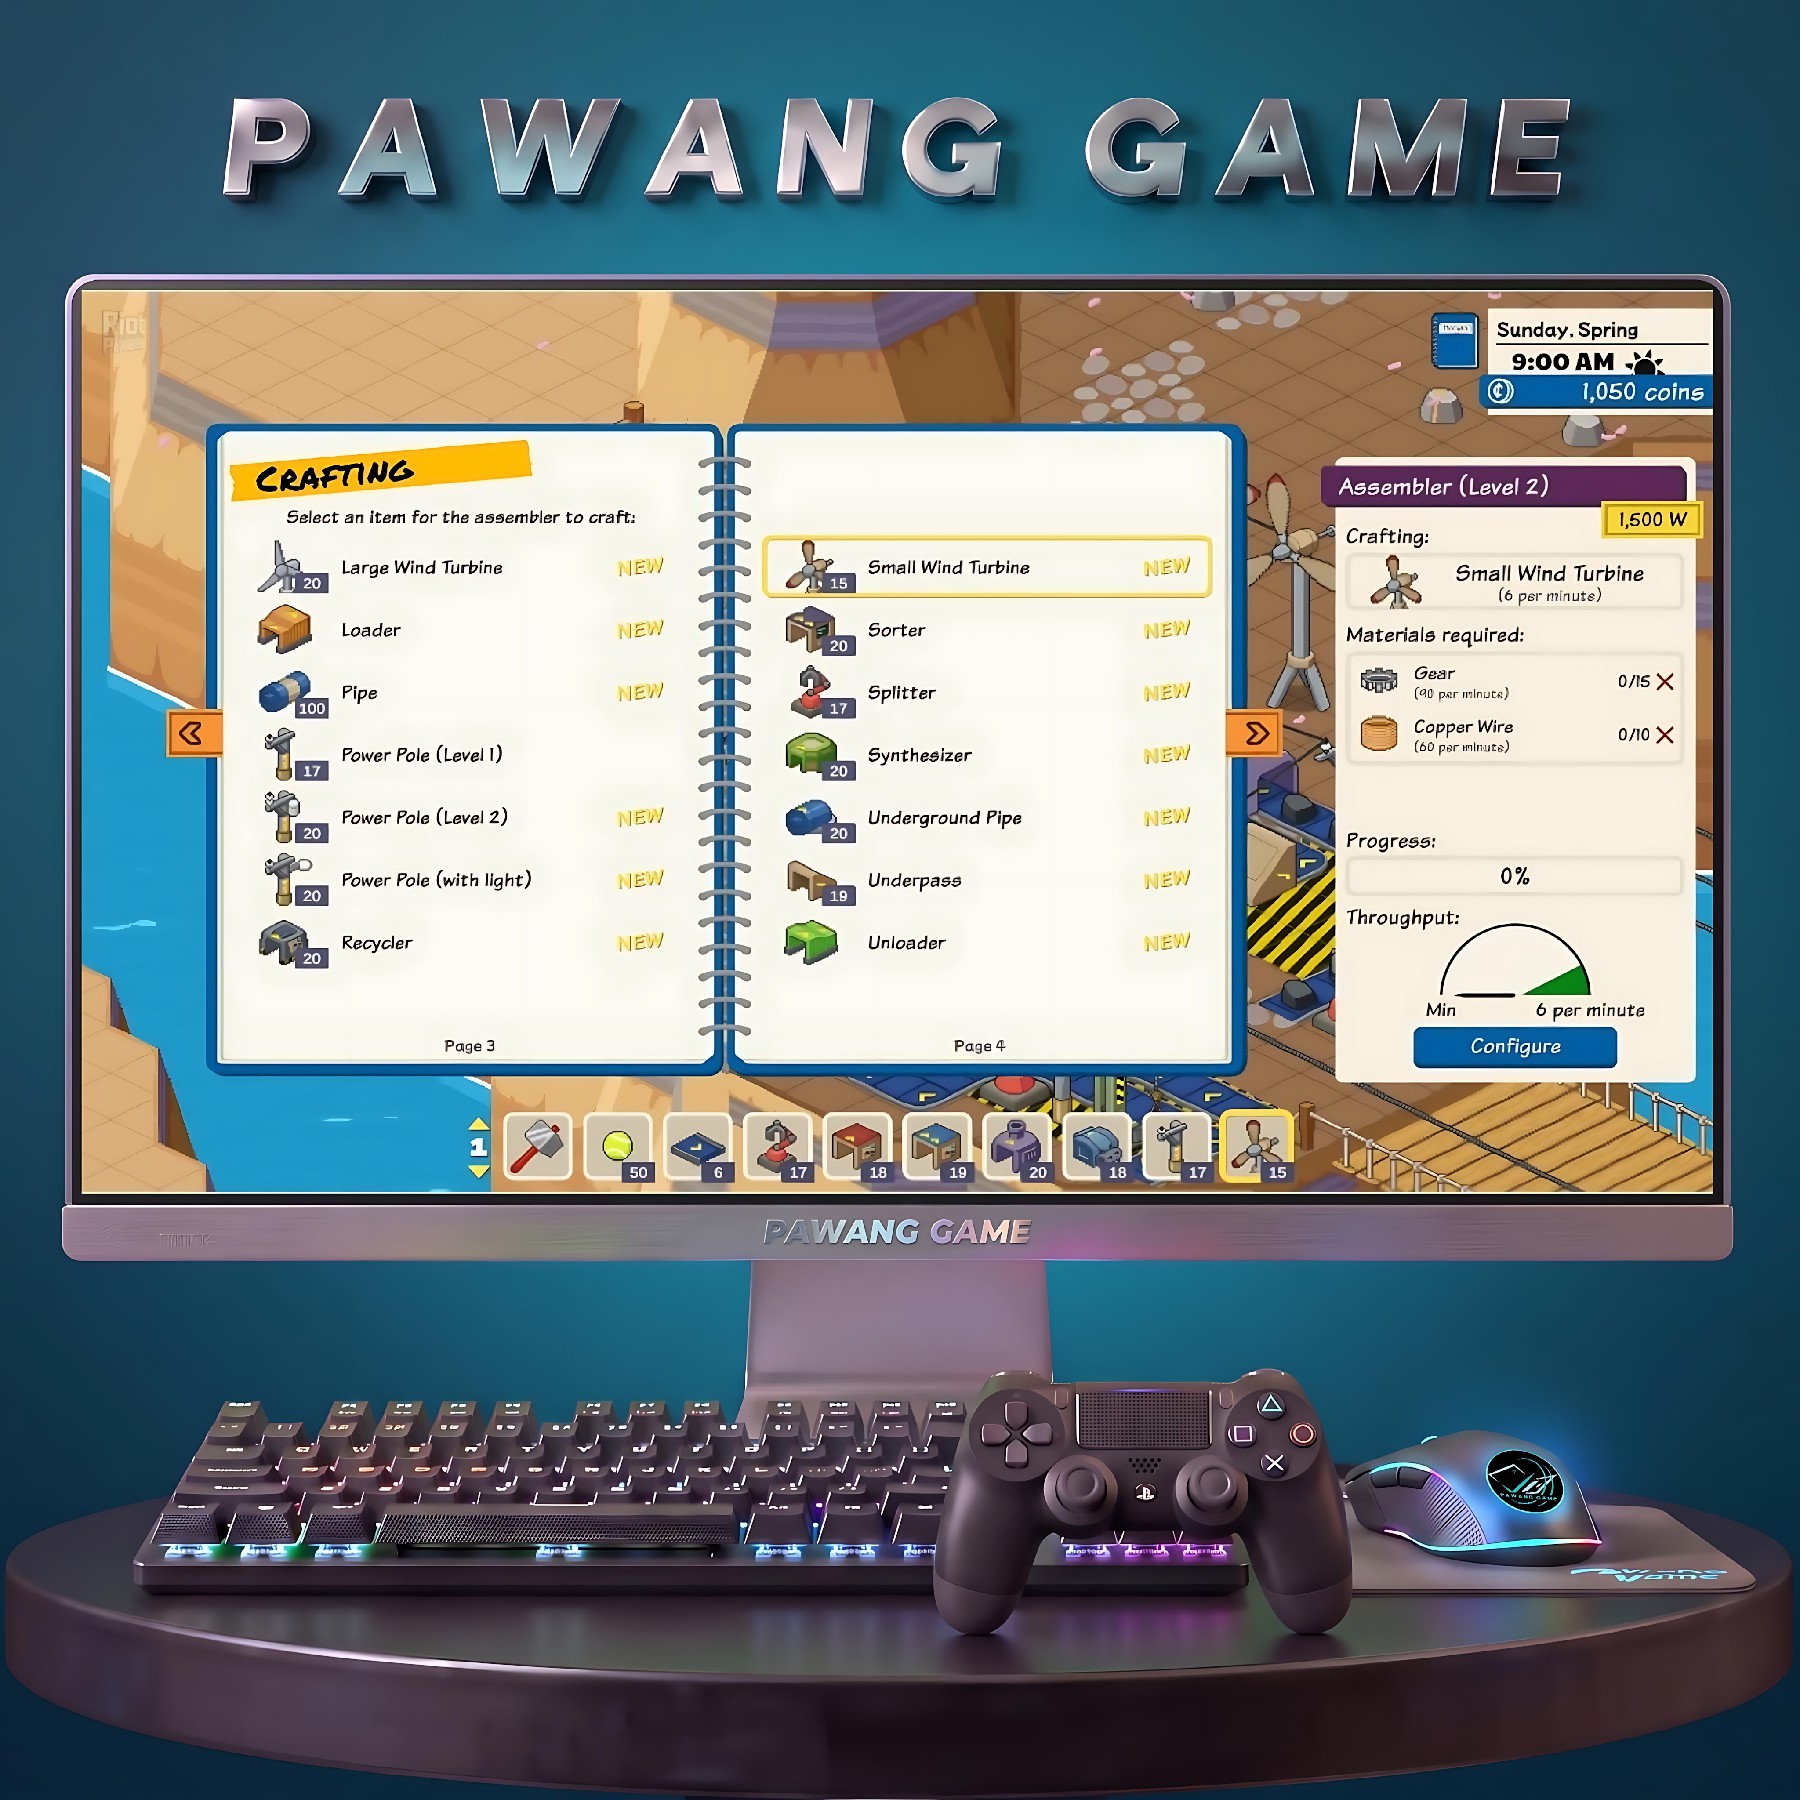 PAWANG GAME
Riot
Sunday, Spring
9:00 AM
1,050 coins
CRAFTING
Select an item for the assembler to craft:
20 Large Wind Turbine NEW
Loader NEW
100 Pipe NEW
17 Power Pole (Level 1)
20 Power Pole (Level 2) NEW
20 Power Pole (with light) NEW
20 Recycler NEW
Page 3
15 Small Wind Turbine NEW
20 Sorter NEW
17 Splitter NEW
20 Synthesizer NEW
20 Underground Pipe NEW
19 Underpass NEW
Unloader NEW
Page 4
Assembler (Level 2)
1,500 W
Crafting:
Small Wind Turbine
(6 per minute)
Materials required:
Gear 0/15
(90 per minute)
Copper Wire 0/10
(60 per minute)
Progress:
0%
Throughput:
Min 6 per minute
Configure
1 50 6 17 18 19 20 18 17 15
PAWANG GAME
PAWANG GAME